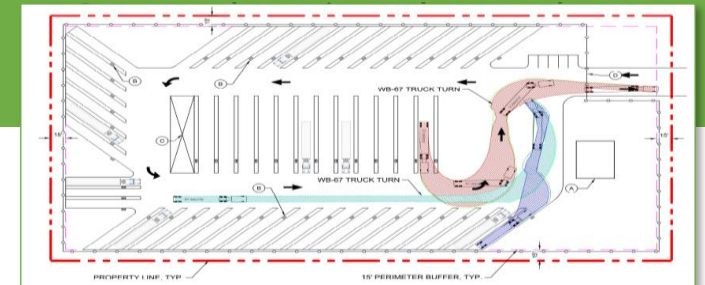 B
B
D
WB-67 TRUCK TURN
C
15'
15'
A
WB-67 TRUCK TURN
B
PROPERTY LINE, TYP.
15' PERIMETER BUFFER, TYP.